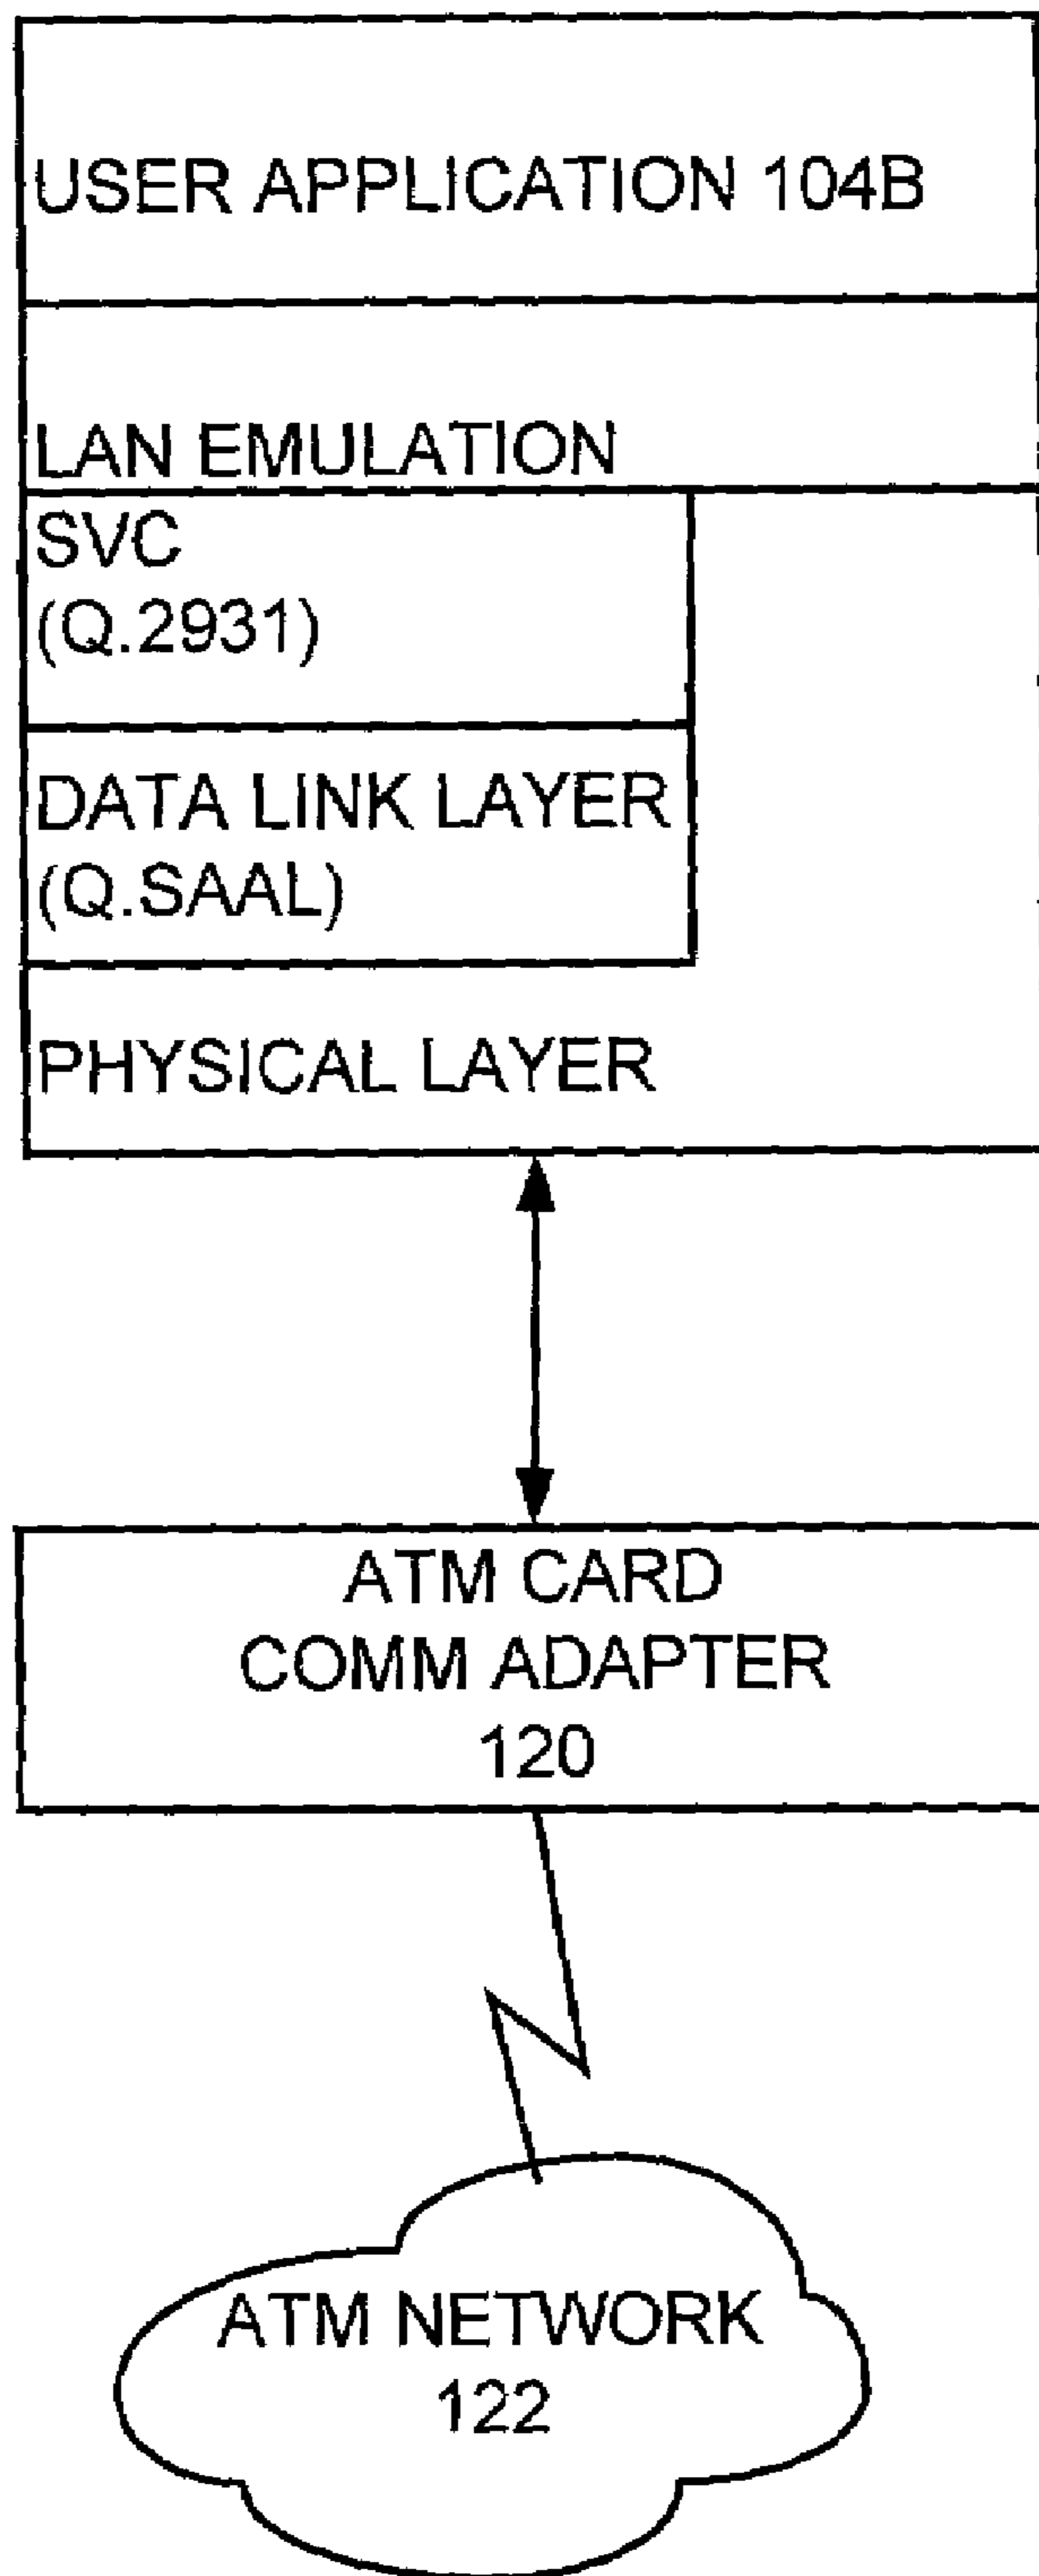 USER APPLICATION 104B
LAN EMULATION
SVC
(Q.2931)
DATA LINK LAYER
(Q.SAAL)
PHYSICAL LAYER
ATM CARD
COMM ADAPTER
120
ATM NETWORK
122